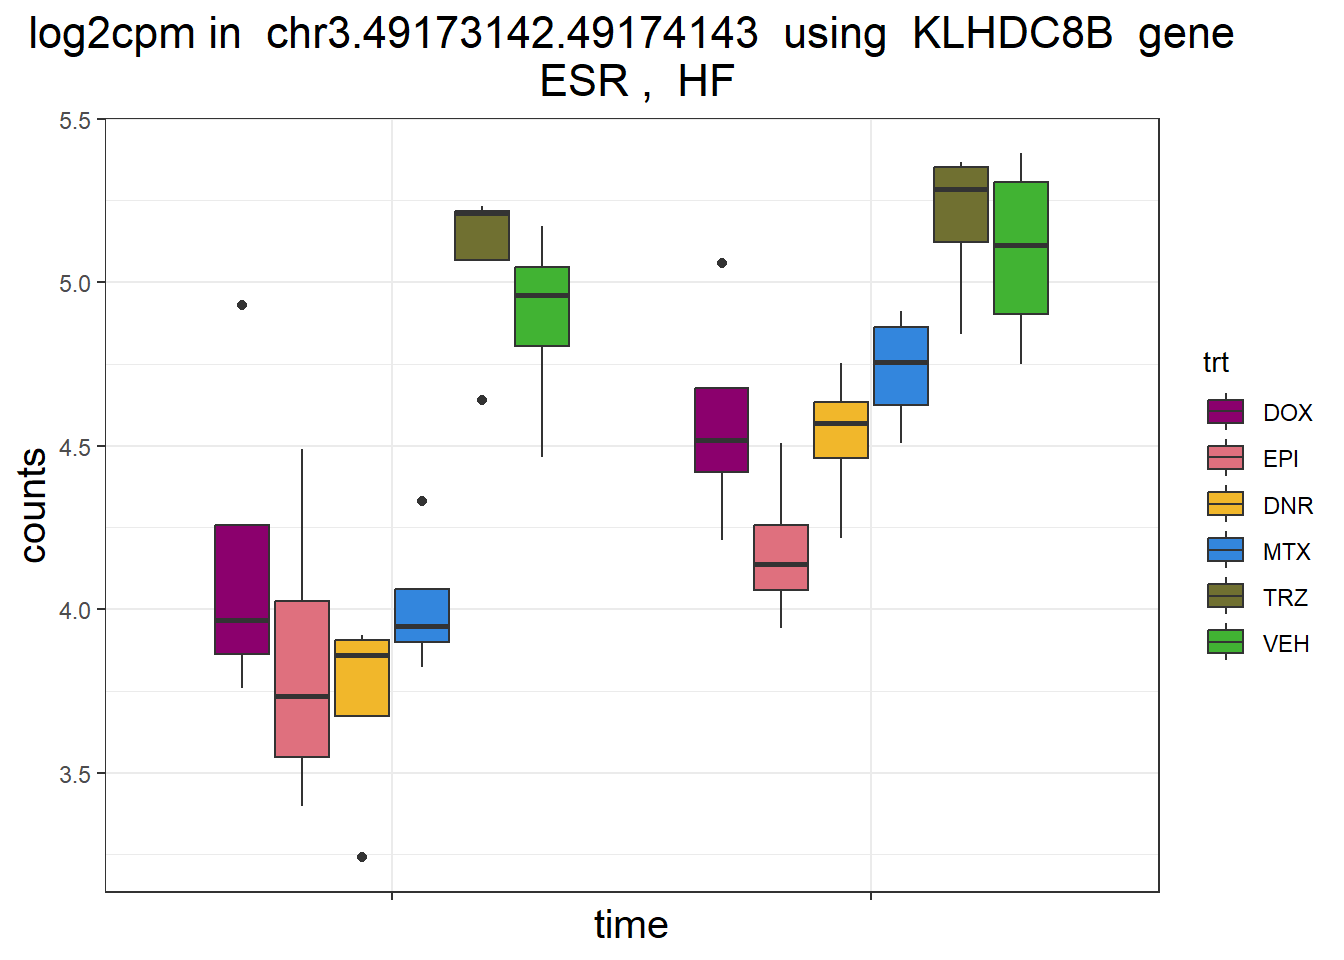 log2cpm in  chr3.49173142.49174143  using  KLHDC8B  gene
ESR ,  HF
5.5
5.0
4.5
4.0
3.5
counts
time
trt
DOX
EPI
DNR
MTX
TRZ
VEH